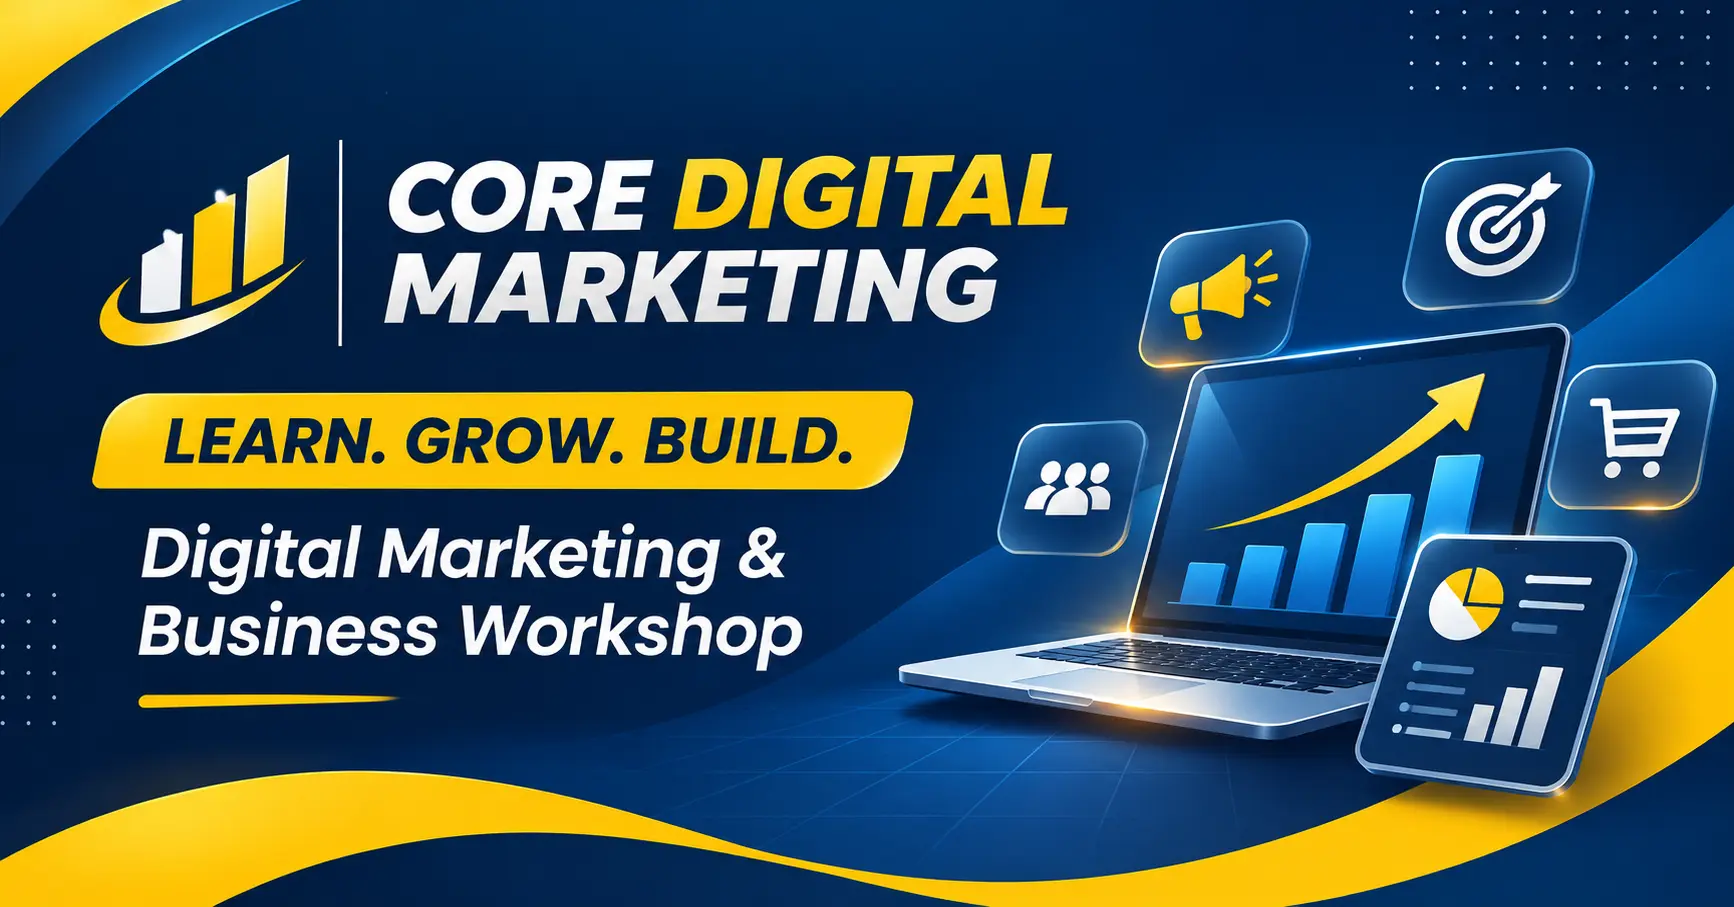 CORE DIGITAL
MARKETING
LEARN. GROW. BUILD.
Digital Marketing &
Business Workshop